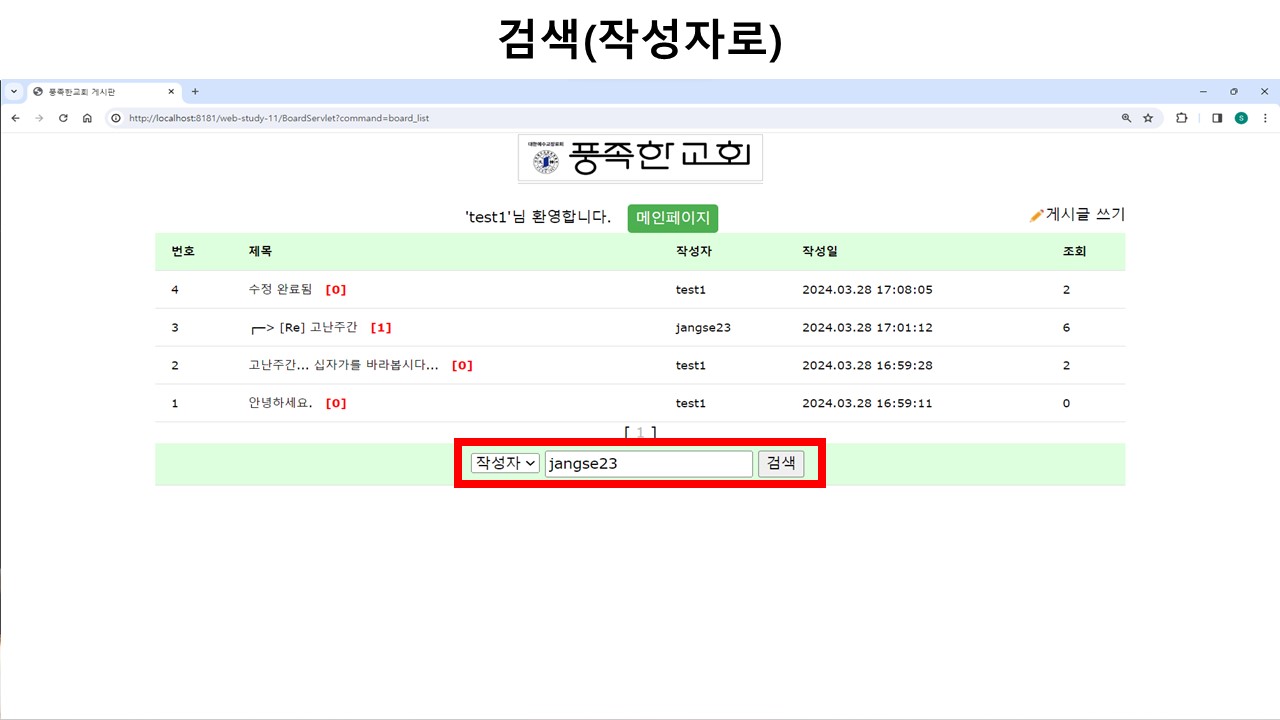 검색(작성자로)
풍족한교회 게시판
http://localhost:8181/web-study-11/BoardServlet?command=board_list
S
대한예수교장로회
풍족한교회
'test1'님 환영합니다. 메인페이지 게시글 쓰기
번호 제목 작성자 작성일 조회
4 수정 완료됨 [0] test1 2024.03.28 17:08:05 2
3 ┌─> [Re] 고난주간 [1] jangse23 2024.03.28 17:01:12 6
2 고난주간... 십자가를 바라봅시다... [0] test1 2024.03.28 16:59:28 2
1 안녕하세요. [0] test1 2024.03.28 16:59:11 0
[ 1 ]
작성자 jangse23 검색